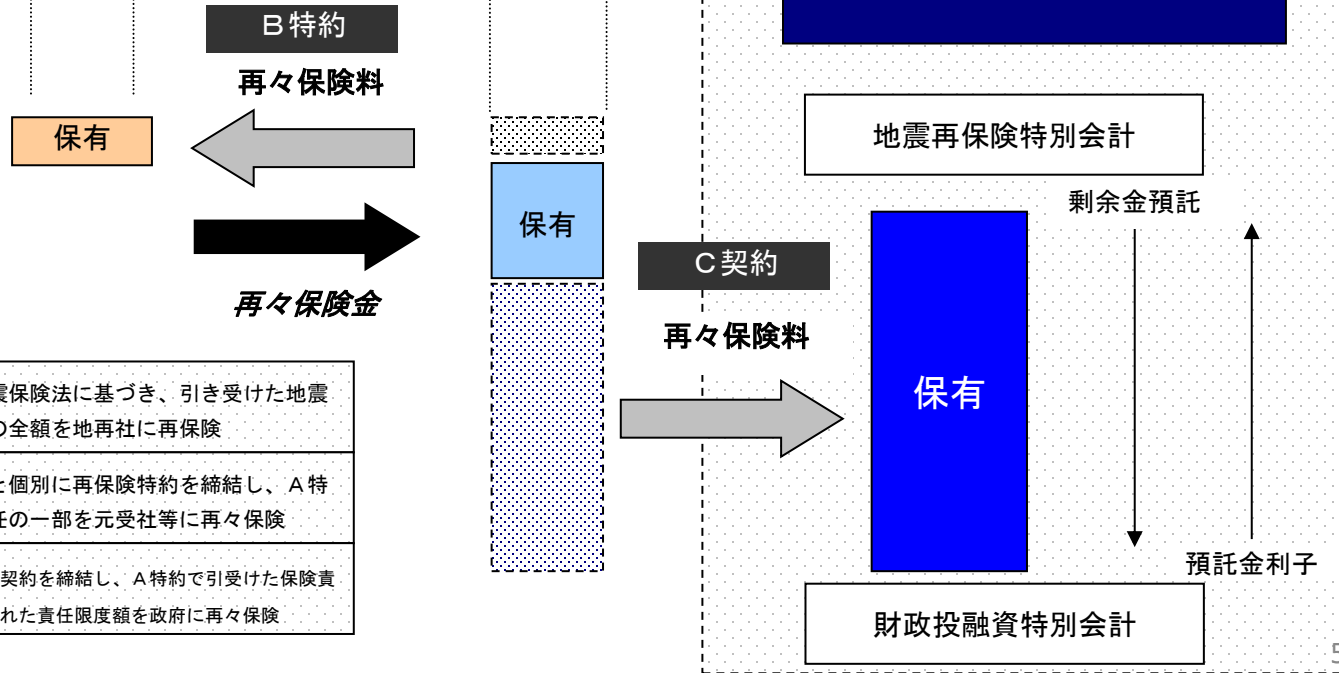 Ｂ特約
再々保険料
保有
再々保険金
保有
Ｃ契約
再々保険料
地震再保険特別会計
剰余金預託
保有
預託金利子
財政投融資特別会計
震保険法に基づき、引き受けた地震
の全額を地再社に再保険
と個別に再保険特約を締結し、Ａ特
任の一部を元受社等に再々保険
契約を締結し、Ａ特約で引受けた保険責
れた責任限度額を政府に再々保険